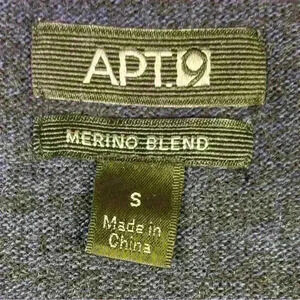 APT.9
MERINO BLEND
S
Made in
China